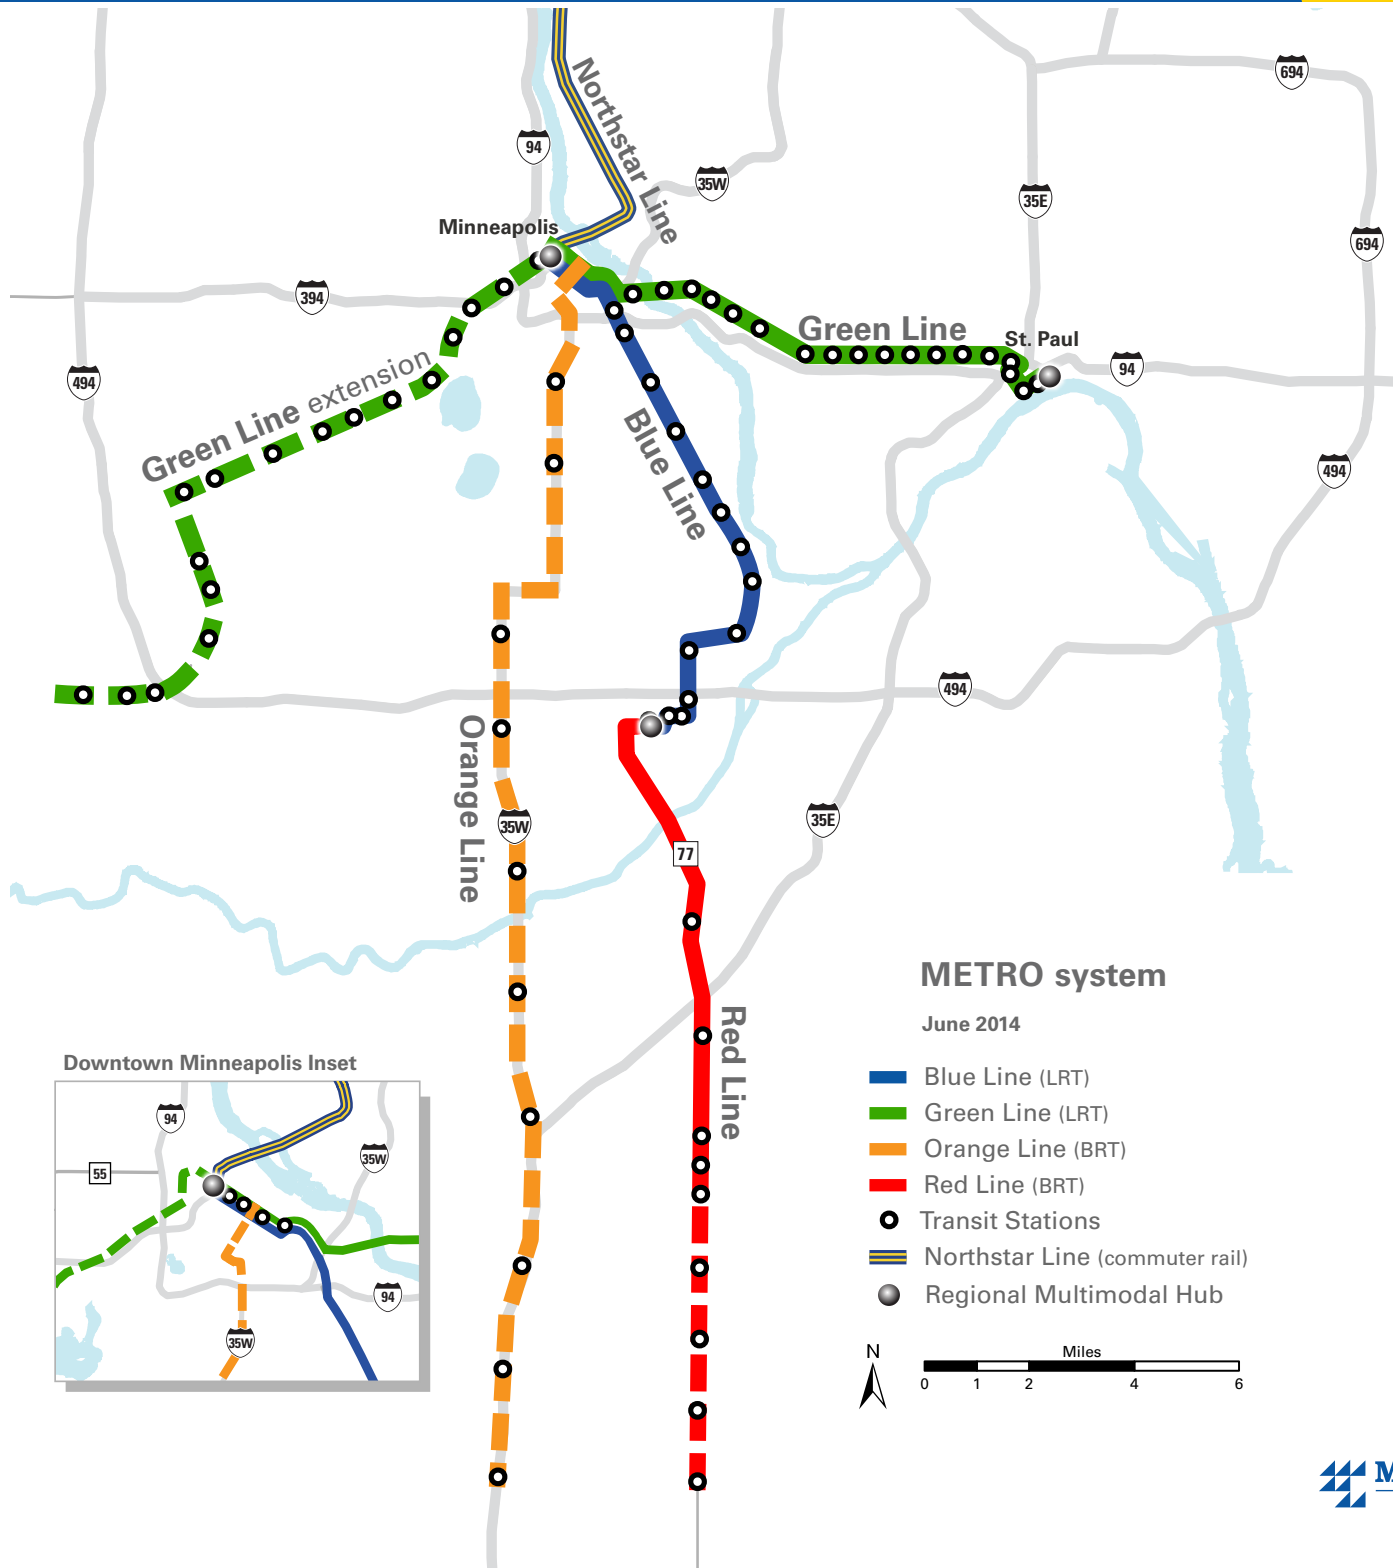 694
Northstar Line
94
35W
35E
Minneapolis
694
394
Green Line
St. Paul
94
494
Green Line extension
Blue Line
494
494
Orange Line
35W
35E
77
METRO system
Red Line
June 2014
Downtown Minneapolis Inset
94
35W
55
94
35W
Blue Line (LRT)
Green Line (LRT)
Orange Line (BRT)
Red Line (BRT)
Transit Stations
Northstar Line (commuter rail)
Regional Multimodal Hub
N
Miles
0 1 2 4 6
M